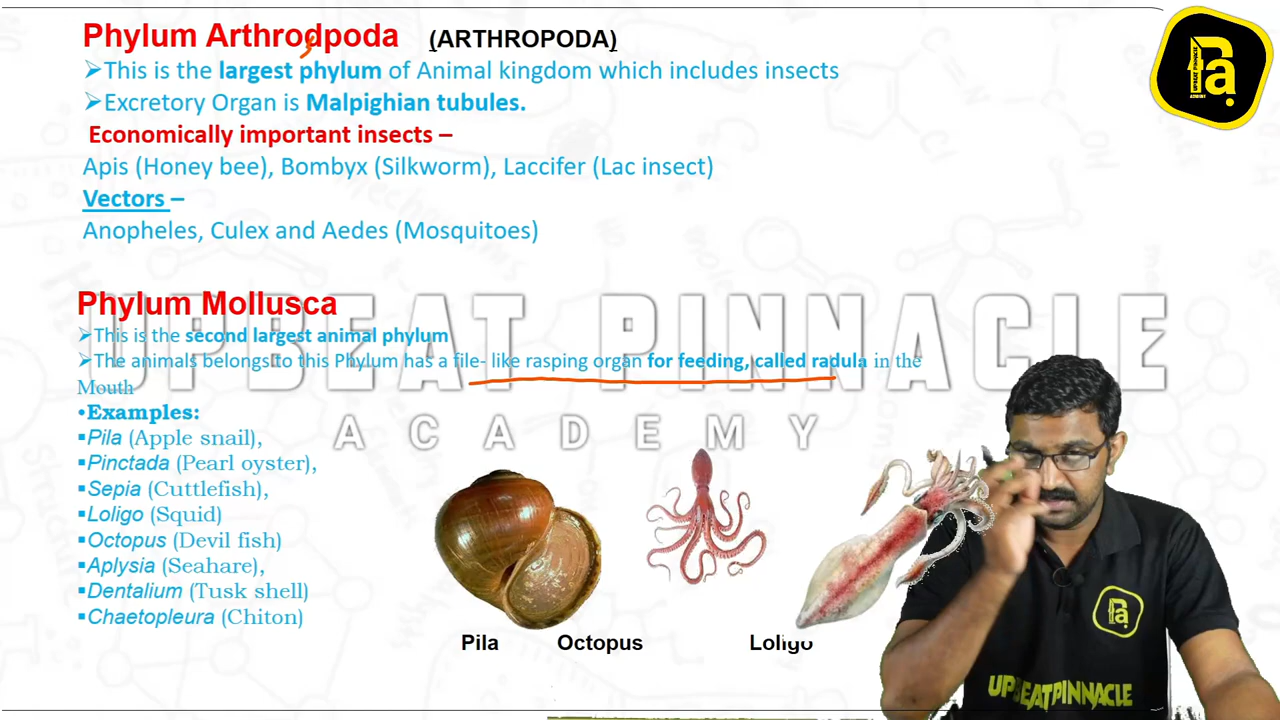 Phylum Arthrodpoda (ARTHROPODA)
➢This is the largest phylum of Animal kingdom which includes insects
➢Excretory Organ is Malpighian tubules.
Economically important insects –
Apis (Honey bee), Bombyx (Silkworm), Laccifer (Lac insect)
Vectors –
Anopheles, Culex and Aedes (Mosquitoes)
Phylum Mollusca
➢This is the second largest animal phylum
➢The animals belongs to this Phylum has a file- like rasping organ for feeding, called radula in the
Mouth
•Examples:
▪Pila (Apple snail),
▪Pinctada (Pearl oyster),
▪Sepia (Cuttlefish),
▪Loligo (Squid)
▪Octopus (Devil fish)
▪Aplysia (Seahare),
▪Dentalium (Tusk shell)
▪Chaetopleura (Chiton)
Pila Octopus Loligo
UPBEAT PINNACLE
ACADEMY
UPBEAT PINNACLE
UPBEATPINNACLE